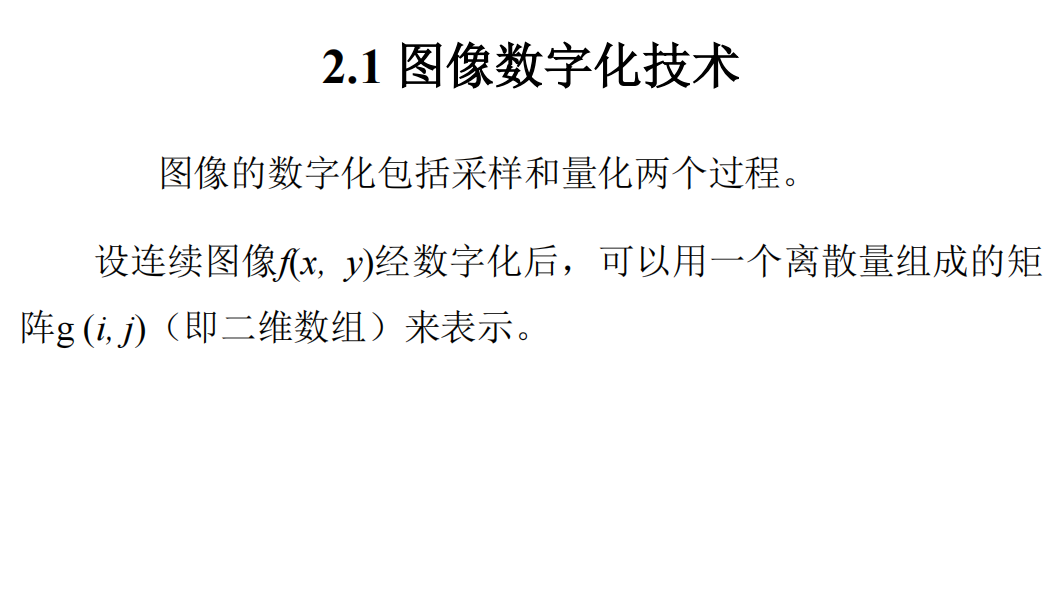 2.1 图像数字化技术
图像的数字化包括采样和量化两个过程。
设连续图像f(x, y)经数字化后，可以用一个离散量组成的矩
阵g (i, j)（即二维数组）来表示。